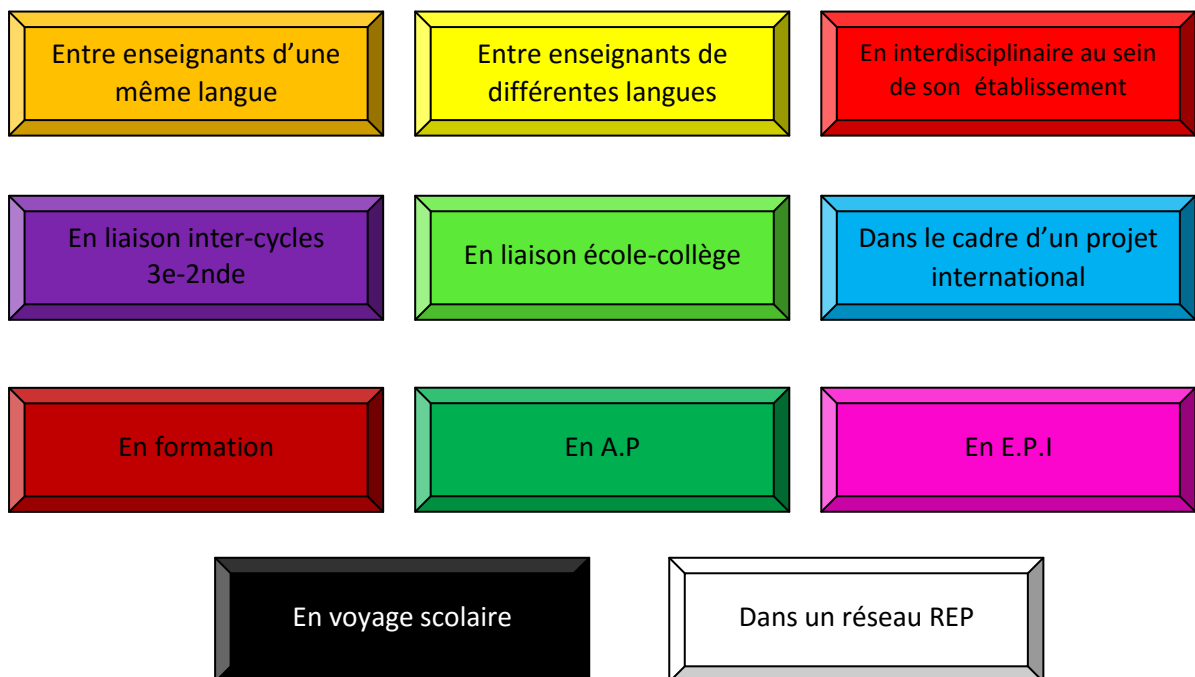 Entre enseignants d’une
même langue
Entre enseignants de
différentes langues
En interdisciplinaire au sein
de son  établissement
En liaison inter-cycles
3e-2nde
En liaison école-collège
Dans le cadre d’un projet
international
En formation
En A.P
En E.P.I
En voyage scolaire
Dans un réseau REP